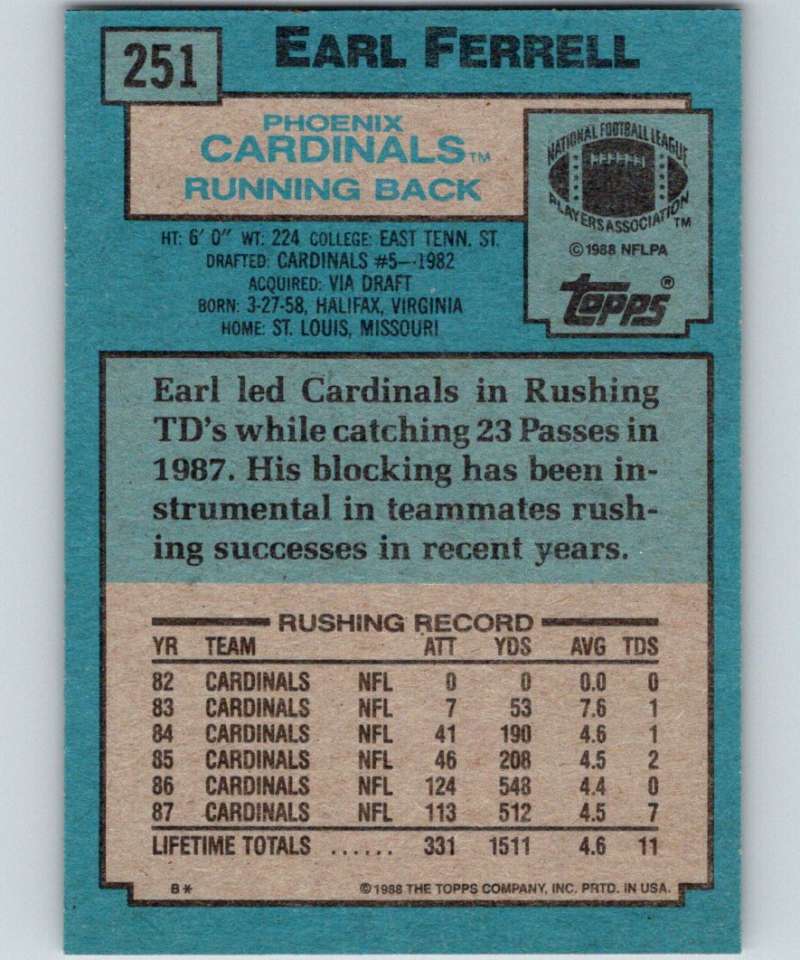 251
EARL FERRELL
PHOENIX
CARDINALS™
RUNNING BACK
NATIONAL FOOTBALL LEAGUE
PLAYERS ASSOCIATION™
©1988 NFLPA
topps®
HT: 6' 0" WT: 224 COLLEGE: EAST TENN. ST.
DRAFTED: CARDINALS #5—1982
ACQUIRED: VIA DRAFT
BORN: 3-27-58, HALIFAX, VIRGINIA
HOME: ST. LOUIS, MISSOURI
Earl led Cardinals in Rushing
TD's while catching 23 Passes in
1987. His blocking has been in-
strumental in teammates rush-
ing successes in recent years.
RUSHING RECORD
YR TEAM ATT YDS AVG TDS
82 CARDINALS NFL 0 0 0.0 0
83 CARDINALS NFL 7 53 7.6 1
84 CARDINALS NFL 41 190 4.6 1
85 CARDINALS NFL 46 208 4.5 2
86 CARDINALS NFL 124 548 4.4 0
87 CARDINALS NFL 113 512 4.5 7
LIFETIME TOTALS ...... 331 1511 4.6 11
B* ©1988 THE TOPPS COMPANY, INC. PRTD. IN USA.